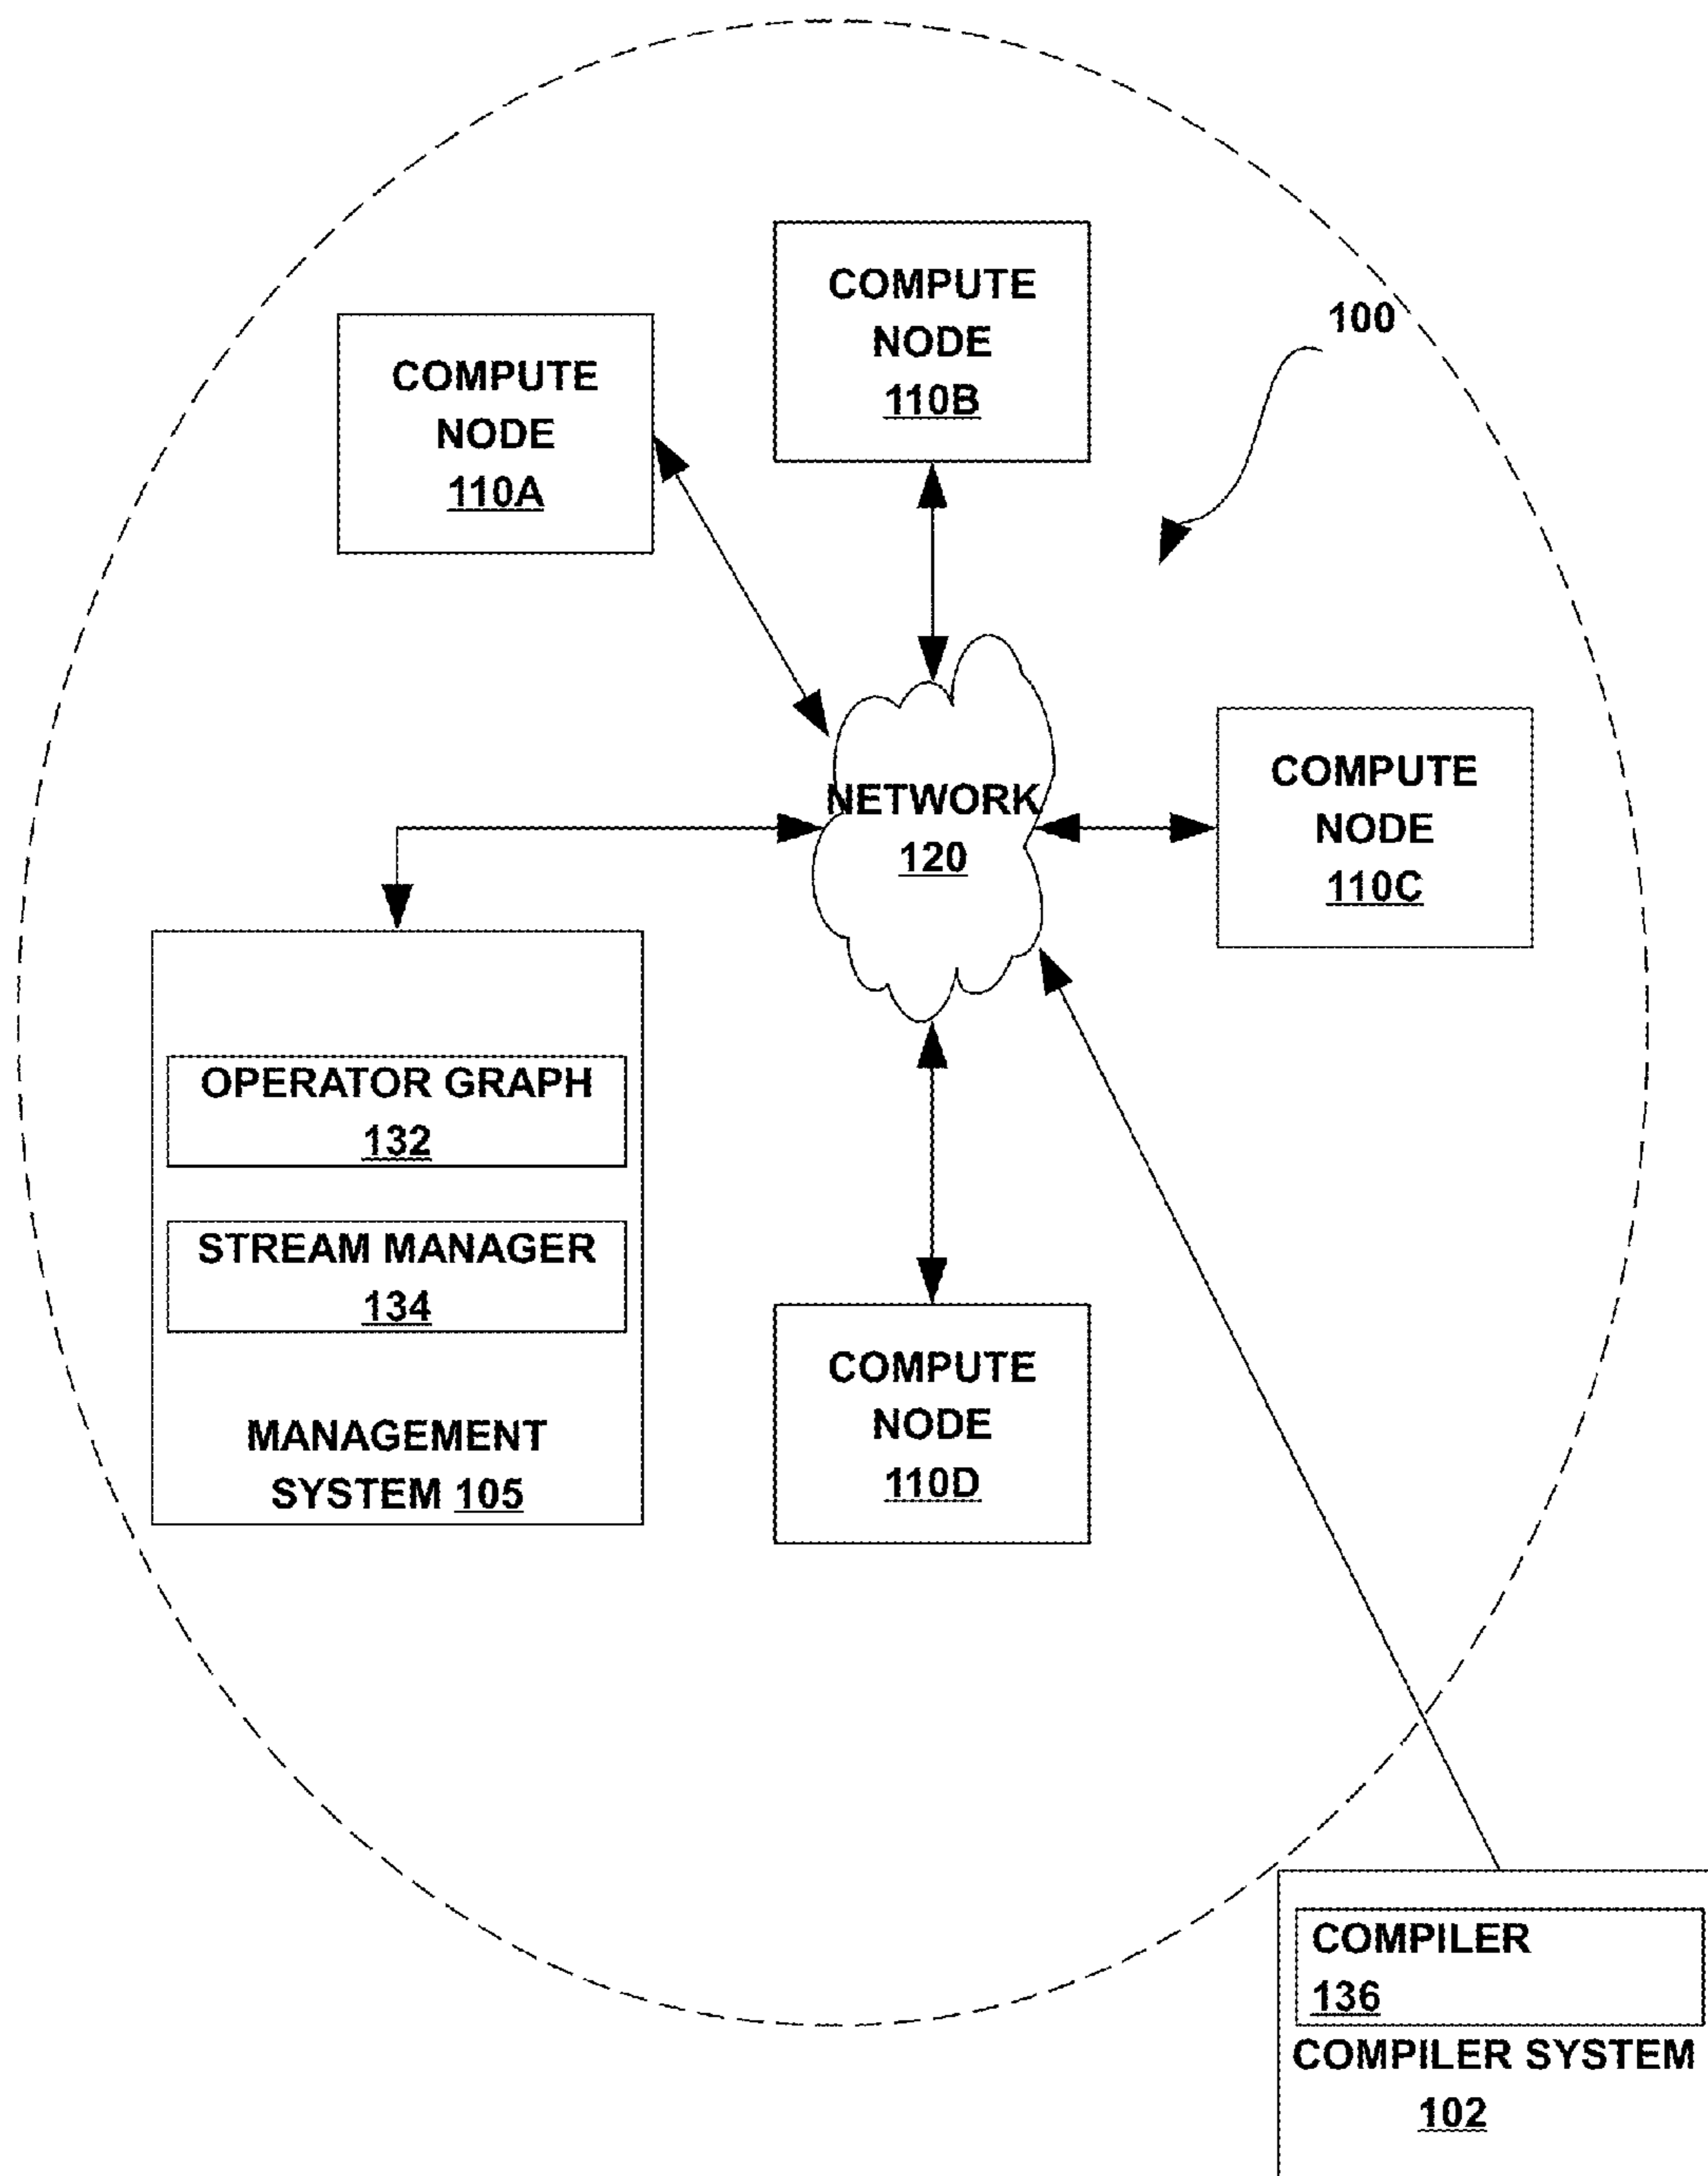 COMPUTE
NODE
110B
100
COMPUTE
NODE
110A
COMPUTE
NODE
110C
NETWORK
120
OPERATOR GRAPH
132
STREAM MANAGER
134
MANAGEMENT
SYSTEM 105
COMPUTE
NODE
110D
COMPILER
136
COMPILER SYSTEM
102